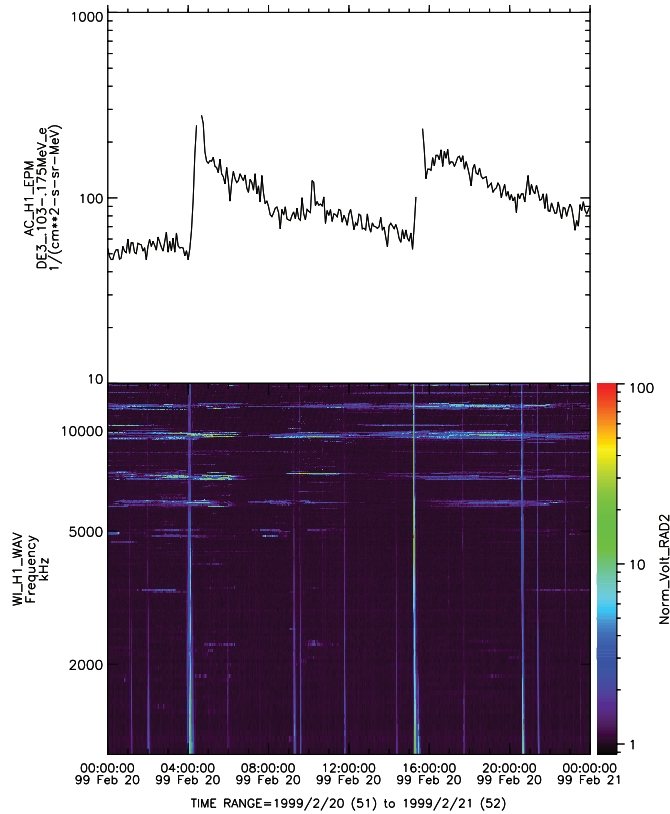 1000
100
10
AC_H1_EPM
DE3_.103-.175MeV_e
1/(cm**2-s-sr-MeV)
10000
5000
2000
WI_H1_WAV
Frequency
kHz
100
10
1
Norm_Volt_RAD2
00:00:00 04:00:00 08:00:00 12:00:00 16:00:00 20:00:00 00:00:00
99 Feb 20 99 Feb 20 99 Feb 20 99 Feb 20 99 Feb 20 99 Feb 20 99 Feb 21
TIME RANGE=1999/2/20 (51) to 1999/2/21 (52)